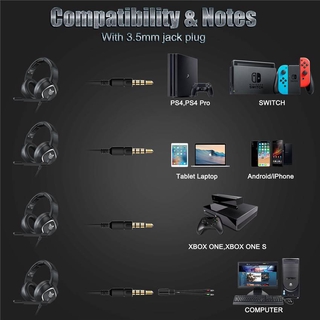 Compatibility & Notes
With 3.5mm jack plug
PS4,PS4 Pro
SWITCH
Tablet Laptop
Android/iPhone
XBOX ONE,XBOX ONE S
COMPUTER